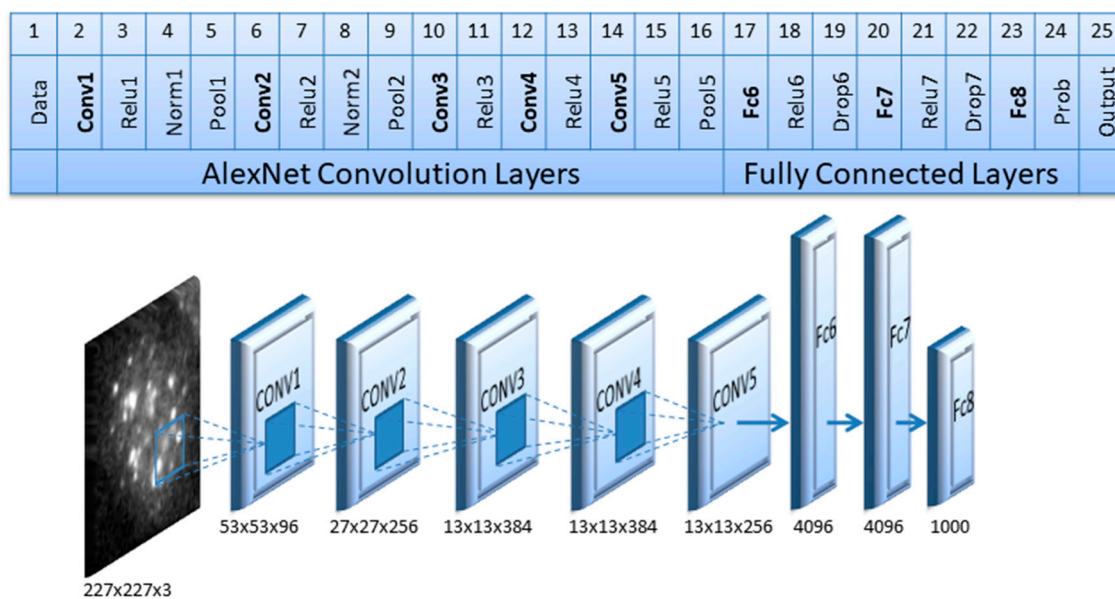 1 2 3 4 5 6 7 8 9 10 11 12 13 14 15 16 17 18 19 20 21 22 23 24 25
Data Conv1 Relu1 Norm1 Pool1 Conv2 Relu2 Norm2 Pool2 Conv3 Relu3 Conv4 Relu4 Conv5 Relu5 Pool5 Fc6 Relu6 Drop6 Fc7 Relu7 Drop7 Fc8 Prob Output
AlexNet Convolution Layers Fully Connected Layers
CONV1 CONV2 CONV3 CONV4 CONV5 Fc6 Fc7 Fc8
53x53x96 27x27x256 13x13x384 13x13x384 13x13x256 4096 4096 1000
227x227x3